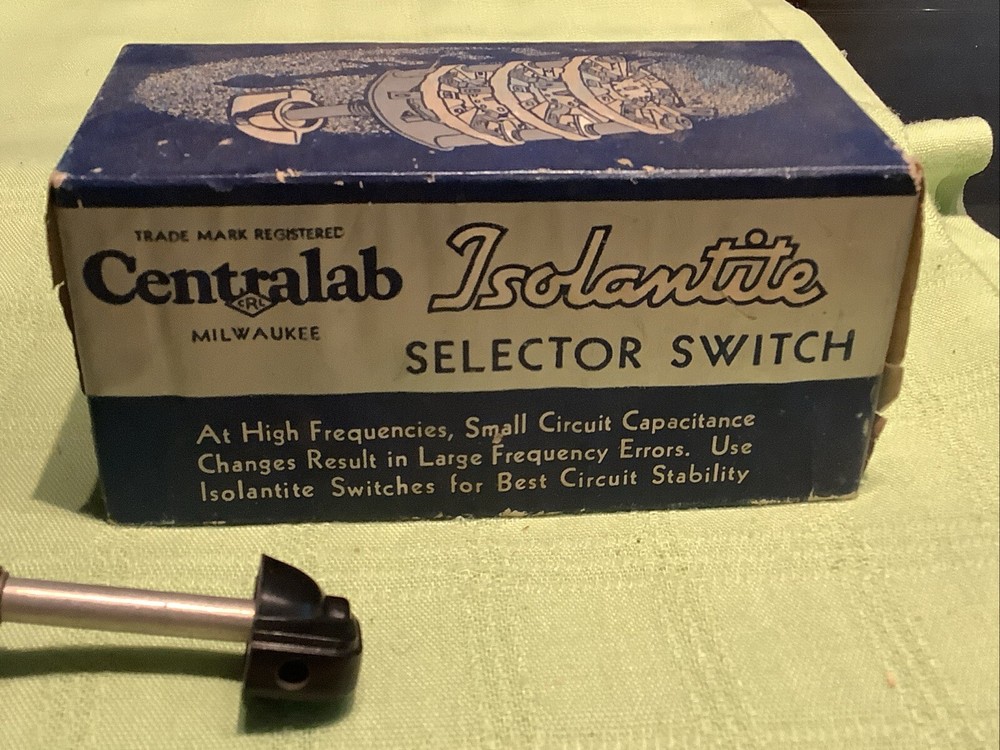 TRADE MARK REGISTERED
Centralab
CRL
MILWAUKEE
Isolantite
SELECTOR SWITCH
At High Frequencies, Small Circuit Capacitance
Changes Result in Large Frequency Errors. Use
Isolantite Switches for Best Circuit Stability